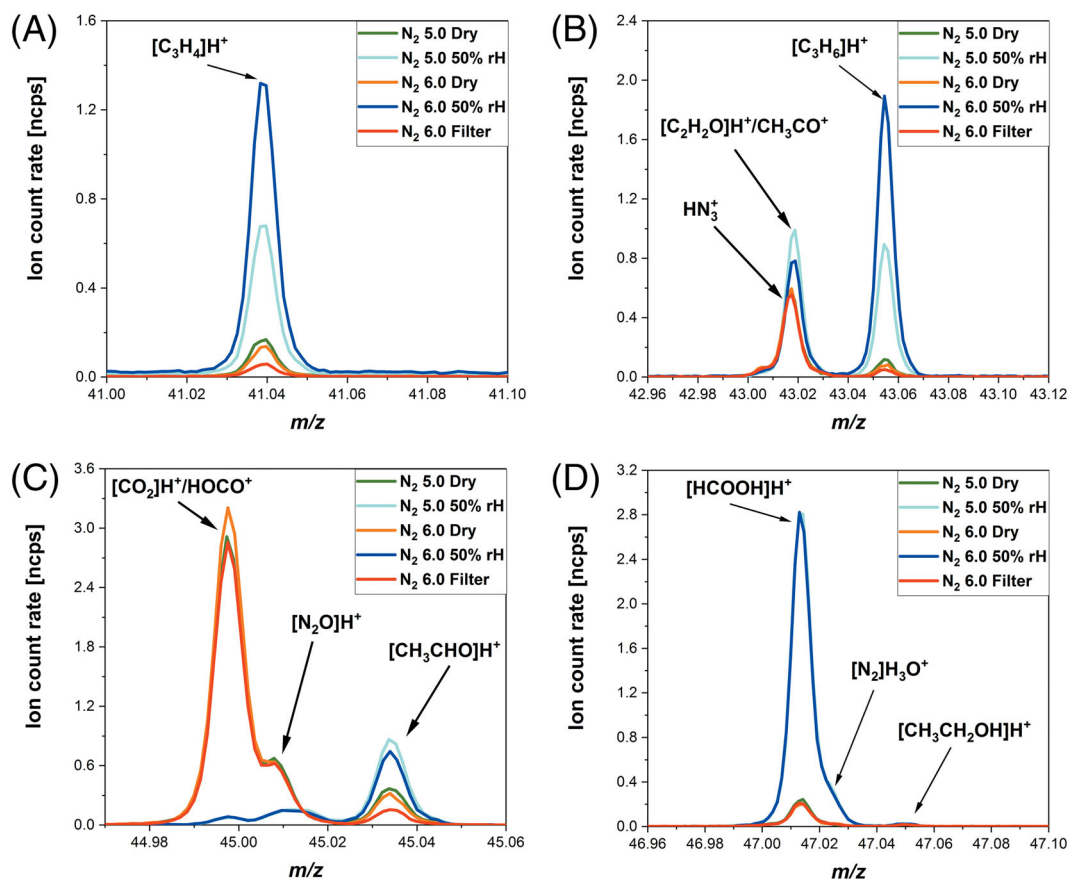 (A)
1.6
1.2
0.8
0.4
0.0
Ion count rate [ncps]
[C₃H₄]H⁺
N₂ 5.0 Dry
N₂ 5.0 50% rH
N₂ 6.0 Dry
N₂ 6.0 50% rH
N₂ 6.0 Filter
41.00 41.02 41.04 41.06 41.08 41.10
m/z
(B)
2.4
2.0
1.6
1.2
0.8
0.4
0.0
Ion count rate [ncps]
[C₃H₆]H⁺
[C₂H₂O]H⁺/CH₃CO⁺
HN₃⁺
N₂ 5.0 Dry
N₂ 5.0 50% rH
N₂ 6.0 Dry
N₂ 6.0 50% rH
N₂ 6.0 Filter
42.96 42.98 43.00 43.02 43.04 43.06 43.08 43.10 43.12
m/z
(C)
3.6
3.0
2.4
1.8
1.2
0.6
0.0
Ion count rate [ncps]
[CO₂]H⁺/HOCO⁺
[N₂O]H⁺
[CH₃CHO]H⁺
N₂ 5.0 Dry
N₂ 5.0 50% rH
N₂ 6.0 Dry
N₂ 6.0 50% rH
N₂ 6.0 Filter
44.98 45.00 45.02 45.04 45.06
m/z
(D)
3.2
2.8
2.4
2.0
1.6
1.2
0.8
0.4
0.0
Ion count rate [ncps]
[HCOOH]H⁺
[N₂]H₃O⁺
[CH₃CH₂OH]H⁺
N₂ 5.0 Dry
N₂ 5.0 50% rH
N₂ 6.0 Dry
N₂ 6.0 50% rH
N₂ 6.0 Filter
46.96 46.98 47.00 47.02 47.04 47.06 47.08 47.10
m/z